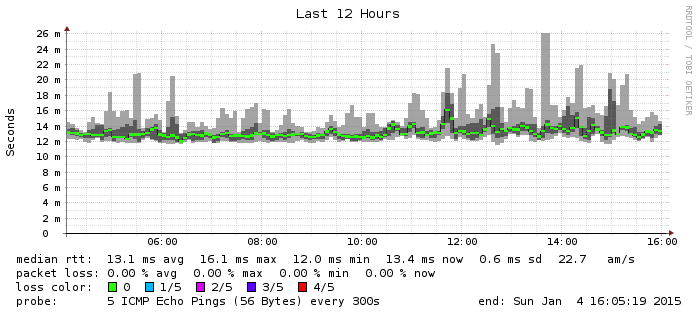 Last 12 Hours
RRDTOOL / TOBI OETIKER
Seconds
26 m
24 m
22 m
20 m
18 m
16 m
14 m
12 m
10 m
8 m
6 m
4 m
2 m
0
06:00 08:00 10:00 12:00 14:00 16:00
median rtt: 13.1 ms avg 16.1 ms max 12.0 ms min 13.4 ms now 0.6 ms sd 22.7 am/s
packet loss: 0.00 % avg 0.00 % max 0.00 % min 0.00 % now
loss color: 0 1/5 2/5 3/5 4/5
probe: 5 ICMP Echo Pings (56 Bytes) every 300s end: Sun Jan 4 16:05:19 2015